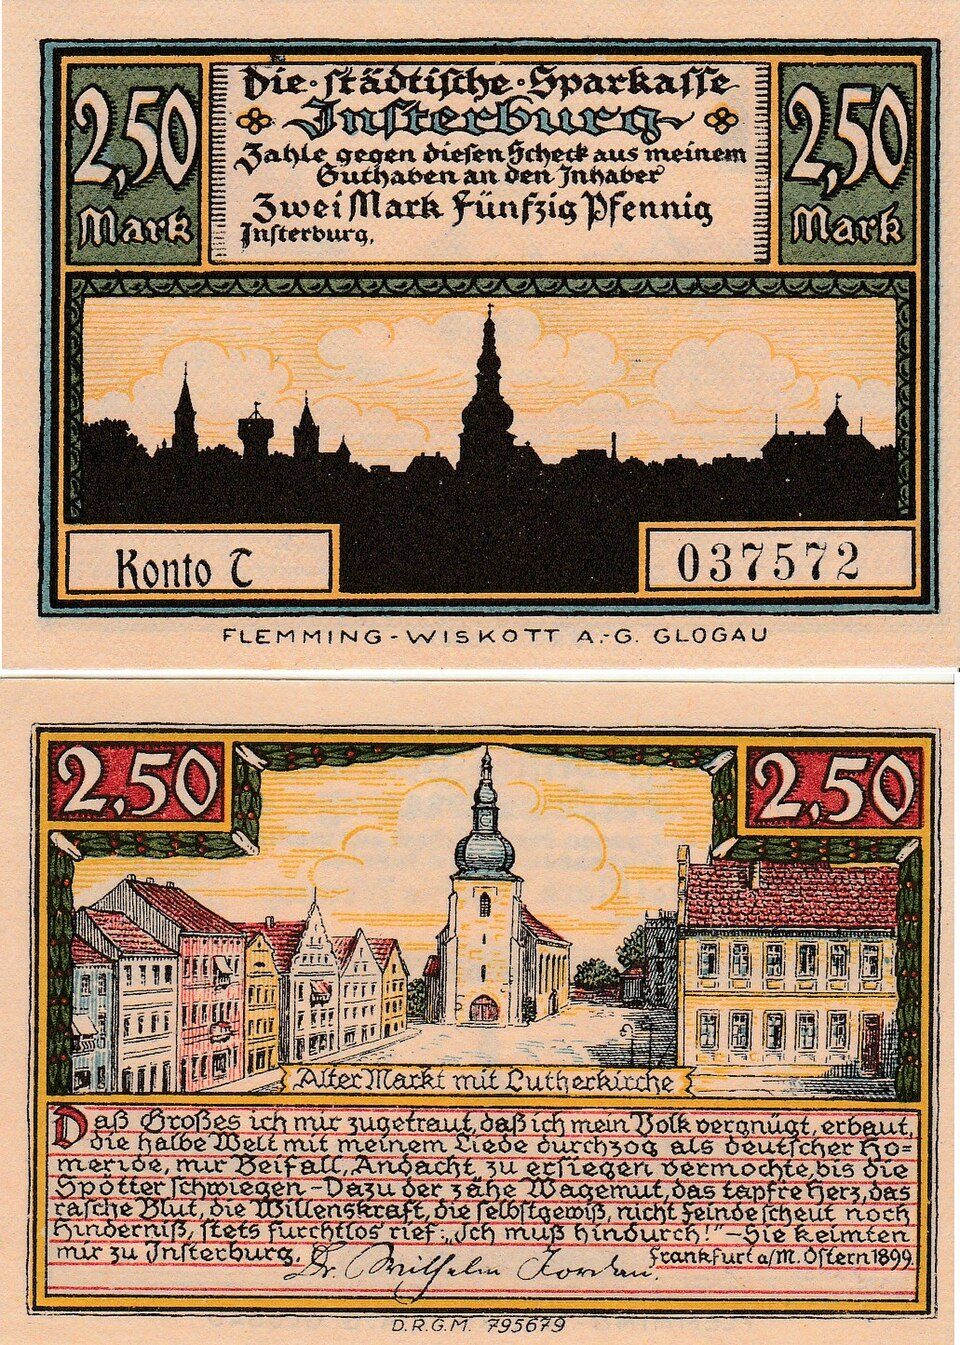 2,50 Mark
Die·städtische·Sparkasse
Insterburg
Zahle gegen diesen Scheck aus meinem
Guthaben an den Inhaber
Zwei Mark Fünfzig Pfennig
Insterburg,
2,50 Mark
Konto T
037572
FLEMMING-WISKOTT A.-G. GLOGAU
2,50
2,50
Alter Markt mit Lutherkirche
Daß Großes ich mir zugetraut, daß ich mein Volk vergnügt, erbaut,
die halbe Welt mit meinem Liede durchzog als deutscher Ho=
meride, mir Beifall, Andacht zu ersiegen vermochte, bis die
Spötter schwiegen - Dazu der zähe Wagemut, das tapfre Herz, das
rasche Blut, die Willenskraft, die selbstgewiß, nicht Feinde scheut noch
Hinderniß, stets furchtlos rief: „Ich muß hindurch!" - Sie keimten
mir zu Insterburg.
Frankfurt a/M. Ostern 1899
Dr. Wilhelm Jordan.
D.R.G.M. 795679